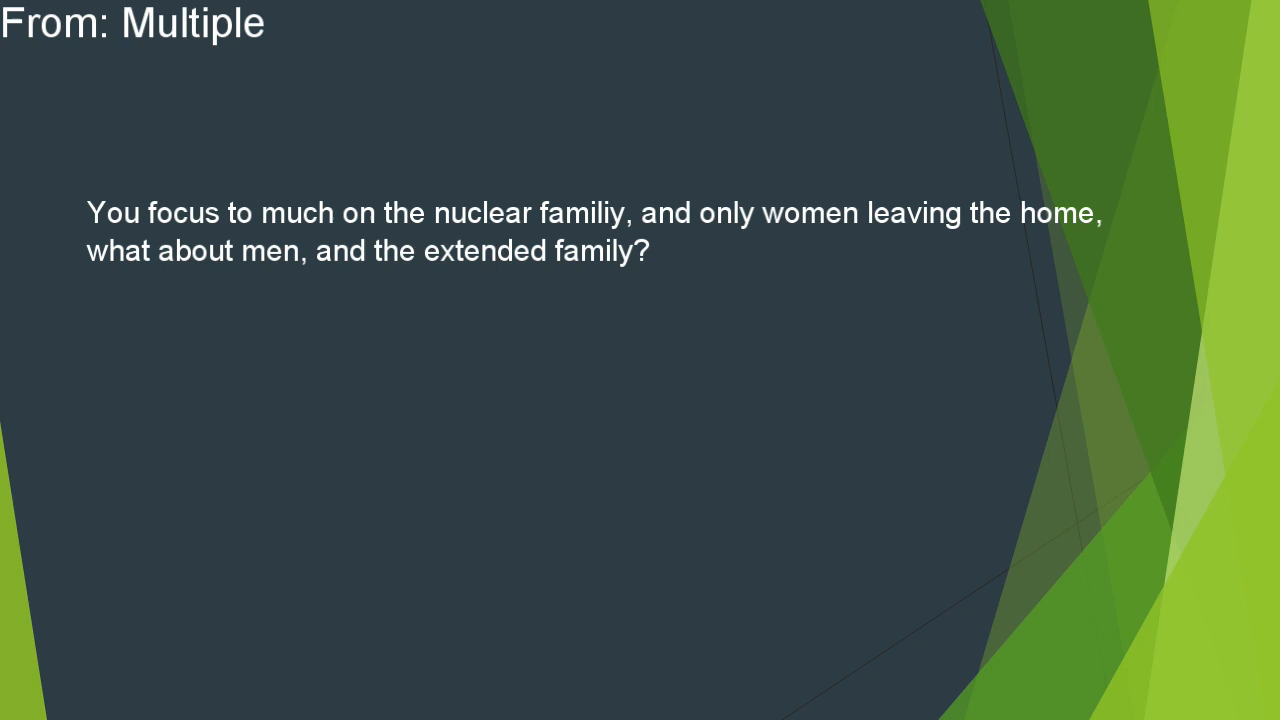 From: Multiple
You focus to much on the nuclear familiy, and only women leaving the home,
what about men, and the extended family?